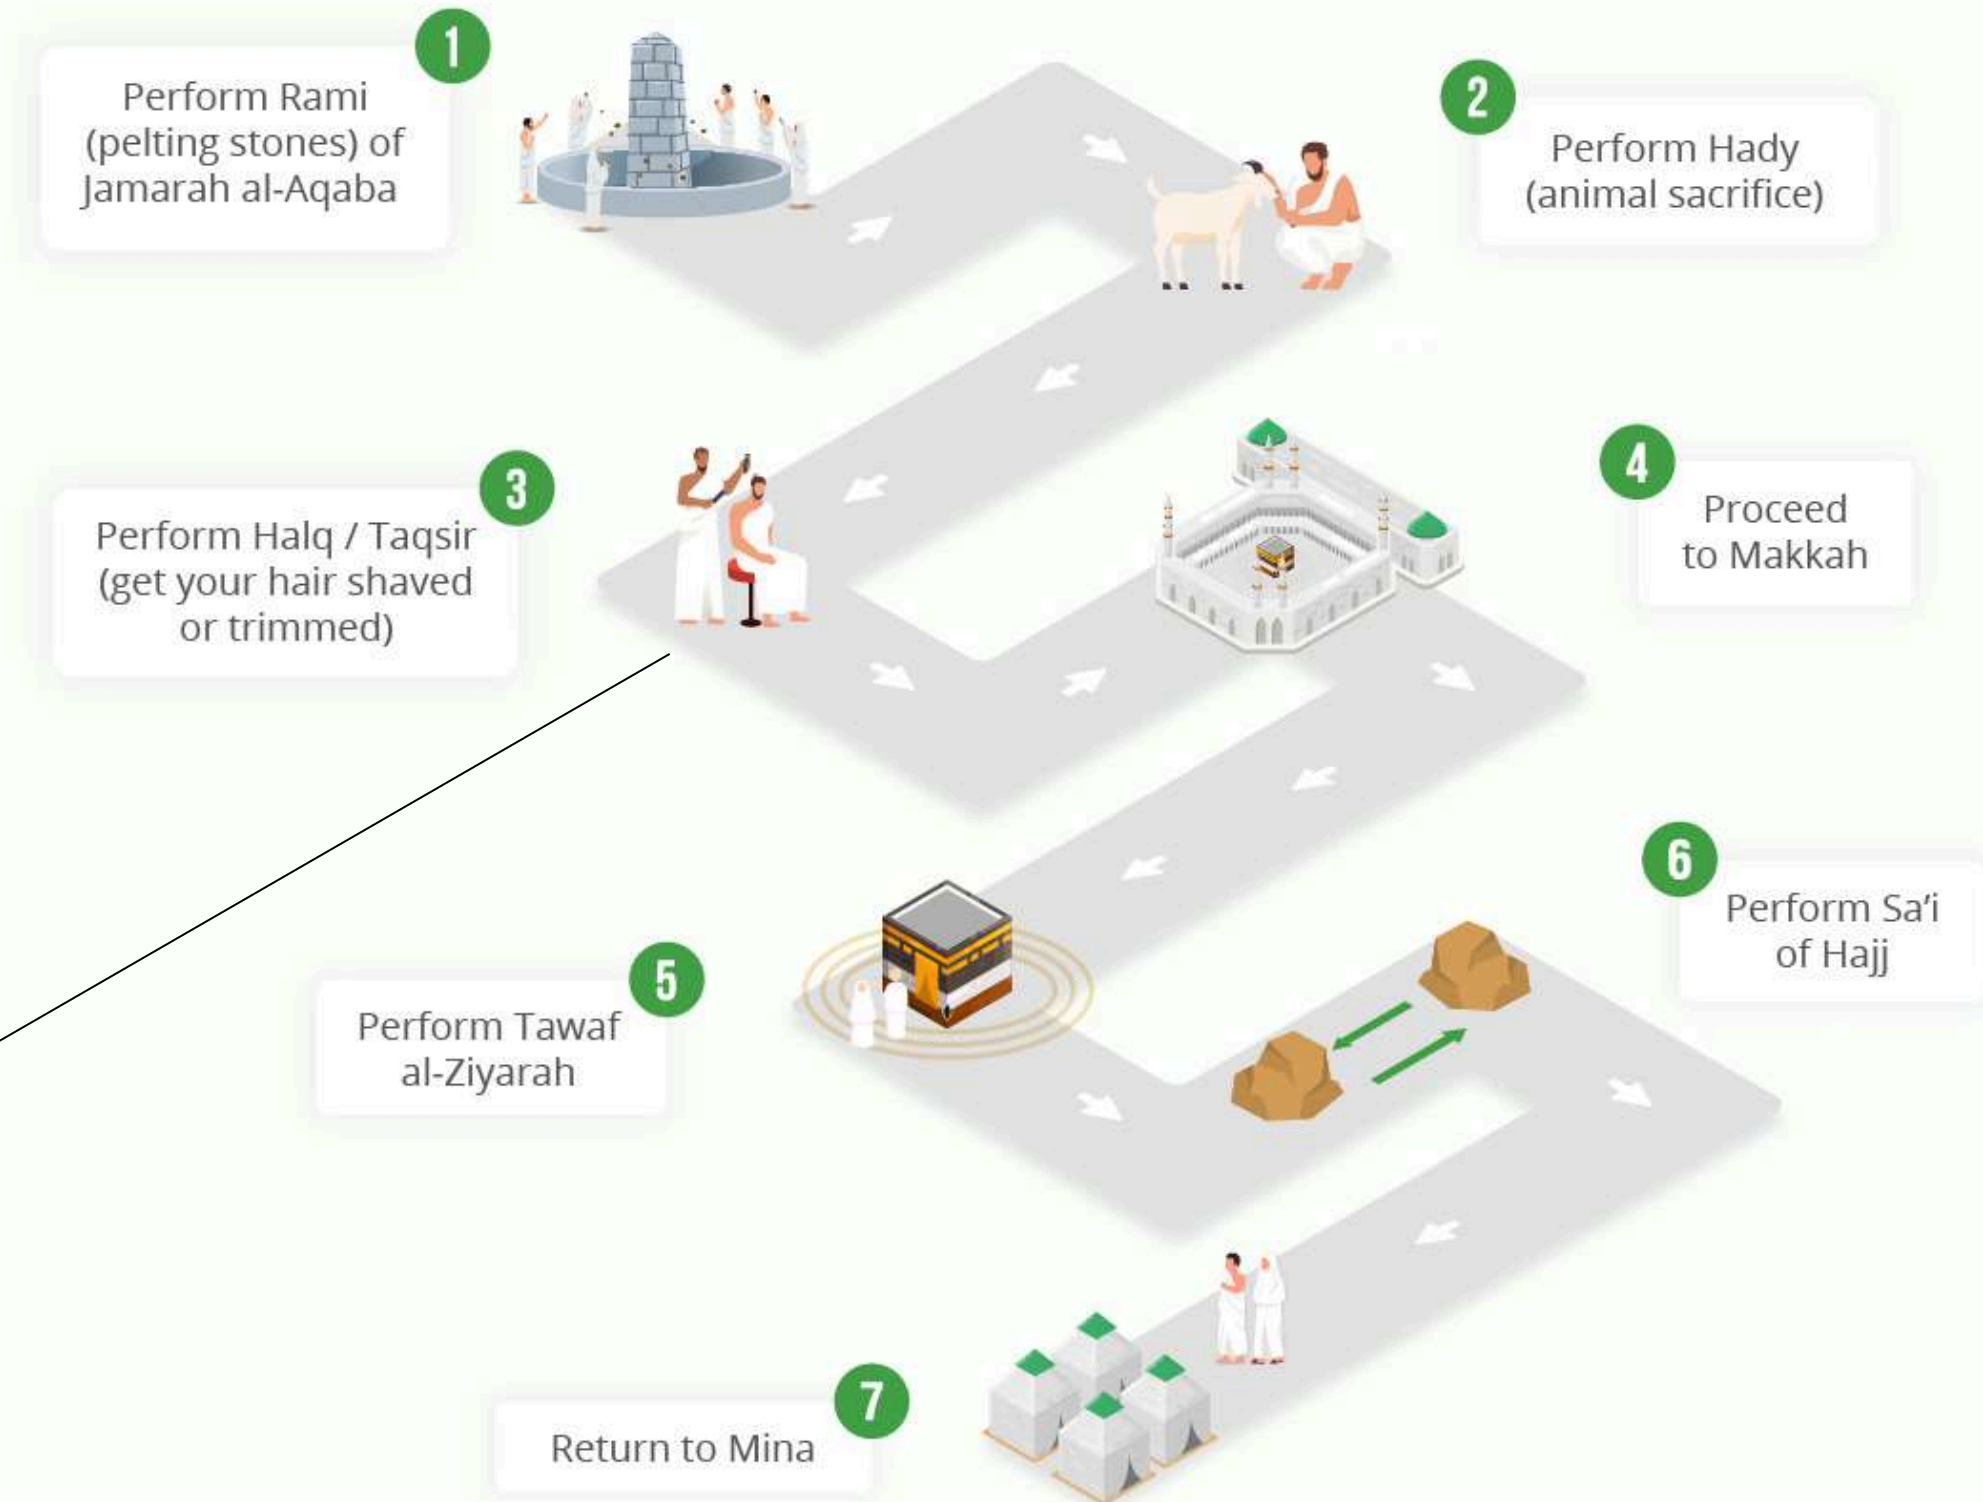 1
Perform Rami
(pelting stones) of
Jamarah al-Aqaba
2
Perform Hady
(animal sacrifice)
3
Perform Halq / Taqsir
(get your hair shaved
or trimmed)
4
Proceed
to Makkah
5
Perform Tawaf
al-Ziyarah
6
Perform Sa’i
of Hajj
7
Return to Mina